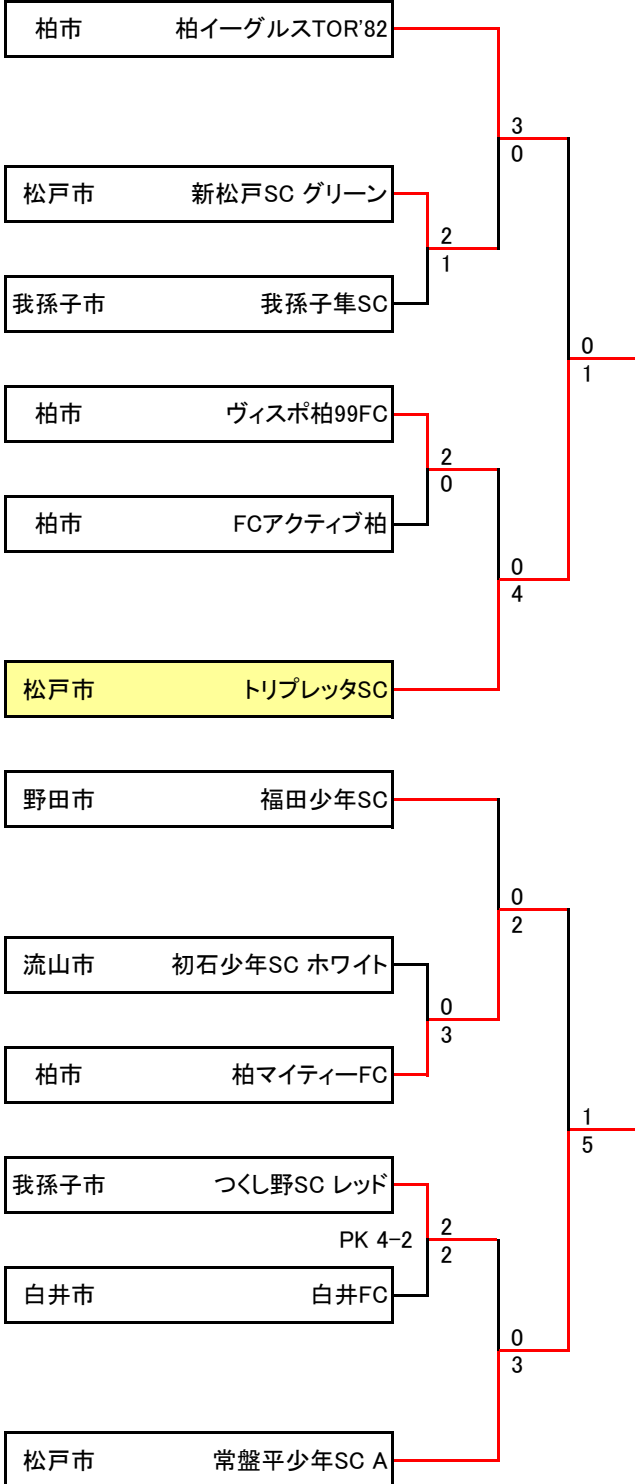 柏市 柏イーグルスTOR'82
3
0
松戸市 新松戸SC グリーン
2
1
我孫子市 我孫子隼SC
0
1
柏市 ヴィスポ柏99FC
2
0
柏市 FCアクティブ柏
0
4
松戸市 トリプレッタSC
野田市 福田少年SC
0
2
流山市 初石少年SC ホワイト
0
3
柏市 柏マイティーFC
1
5
我孫子市 つくし野SC レッド
PK 4-2 2
2
白井市 白井FC
0
3
松戸市 常盤平少年SC A